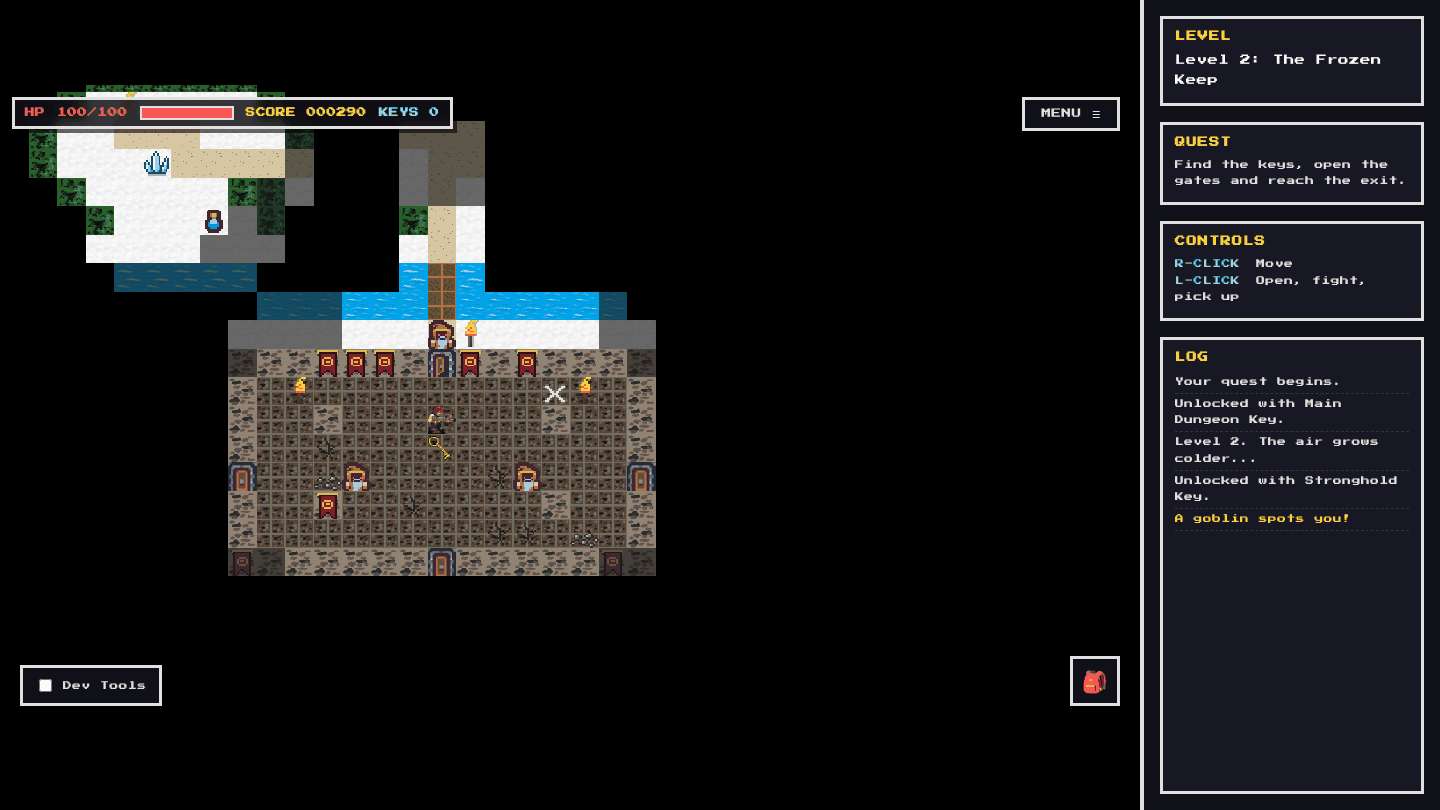 HP 100/100 SCORE 000290 KEYS 0
MENU ☰
Dev Tools
LEVEL
Level 2: The Frozen
Keep
QUEST
Find the keys, open the
gates and reach the exit.
CONTROLS
R-CLICK Move
L-CLICK Open, fight,
pick up
LOG
Your quest begins.
Unlocked with Main
Dungeon Key.
Level 2. The air grows
colder...
Unlocked with Stronghold
Key.
A goblin spots you!